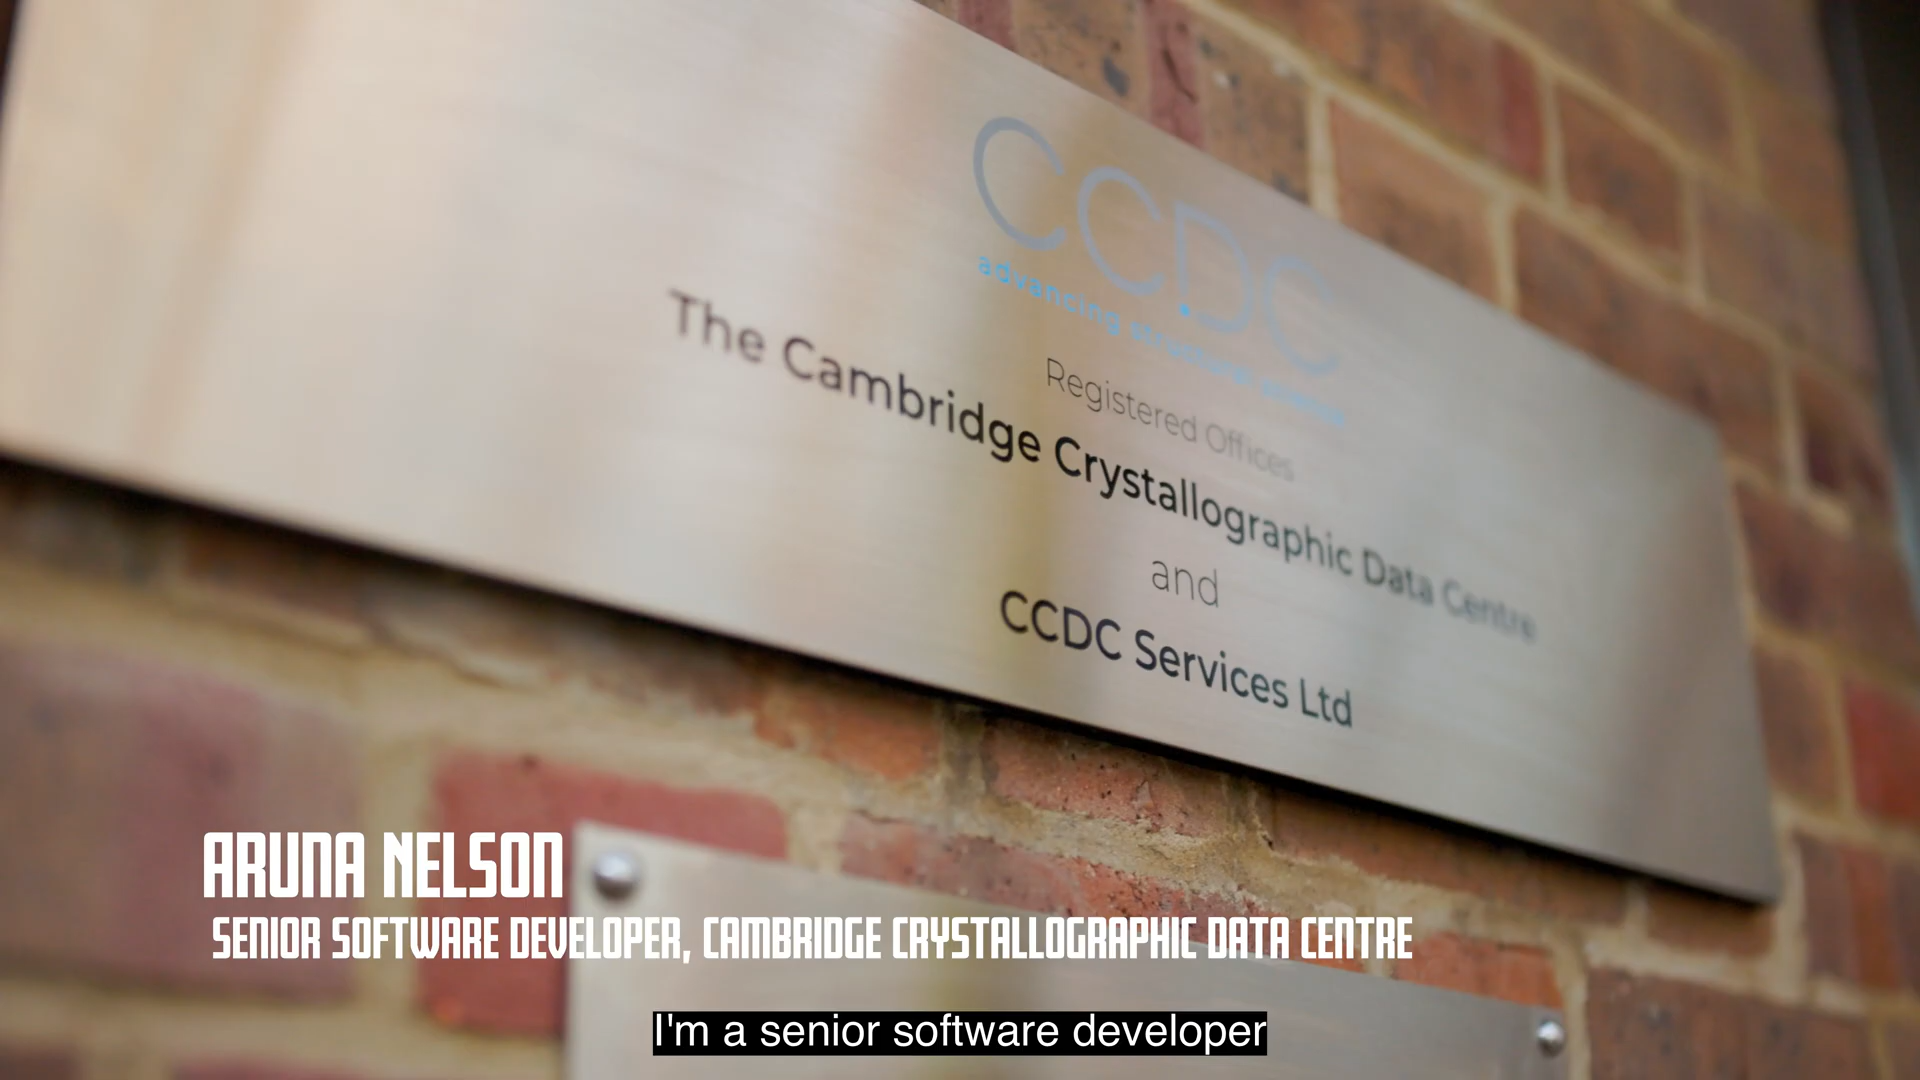 CCDC
advancing structural science
Registered Offices
The Cambridge Crystallographic Data Centre
and
CCDC Services Ltd
ARUNA NELSON
SENIOR SOFTWARE DEVELOPER, CAMBRIDGE CRYSTALLOGRAPHIC DATA CENTRE
I'm a senior software developer